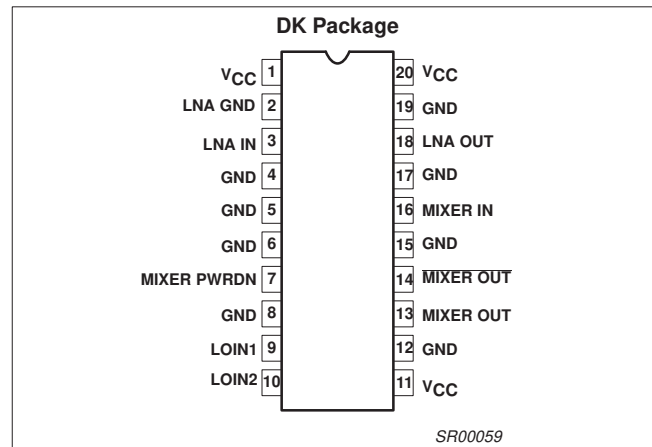 DK Package
VCC 1 20 VCC
LNA GND 2 19 GND
LNA IN 3 18 LNA OUT
GND 4 17 GND
GND 5 16 MIXER IN
GND 6 15 GND
MIXER PWRDN 7 14 MIXER OUT
GND 8 13 MIXER OUT
LOIN1 9 12 GND
LOIN2 10 11 VCC
SR00059